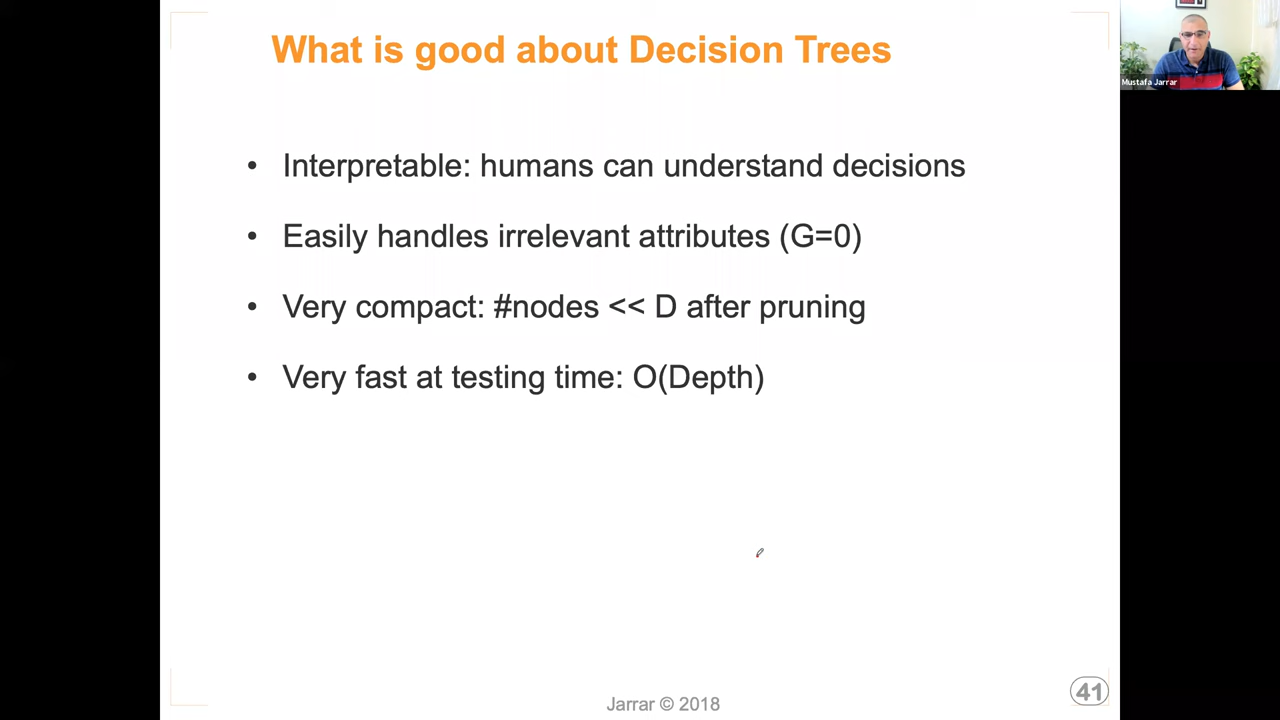 What is good about Decision Trees
Mustafa Jarrar
• Interpretable: humans can understand decisions
• Easily handles irrelevant attributes (G=0)
• Very compact: #nodes << D after pruning
• Very fast at testing time: O(Depth)
Jarrar © 2018
41